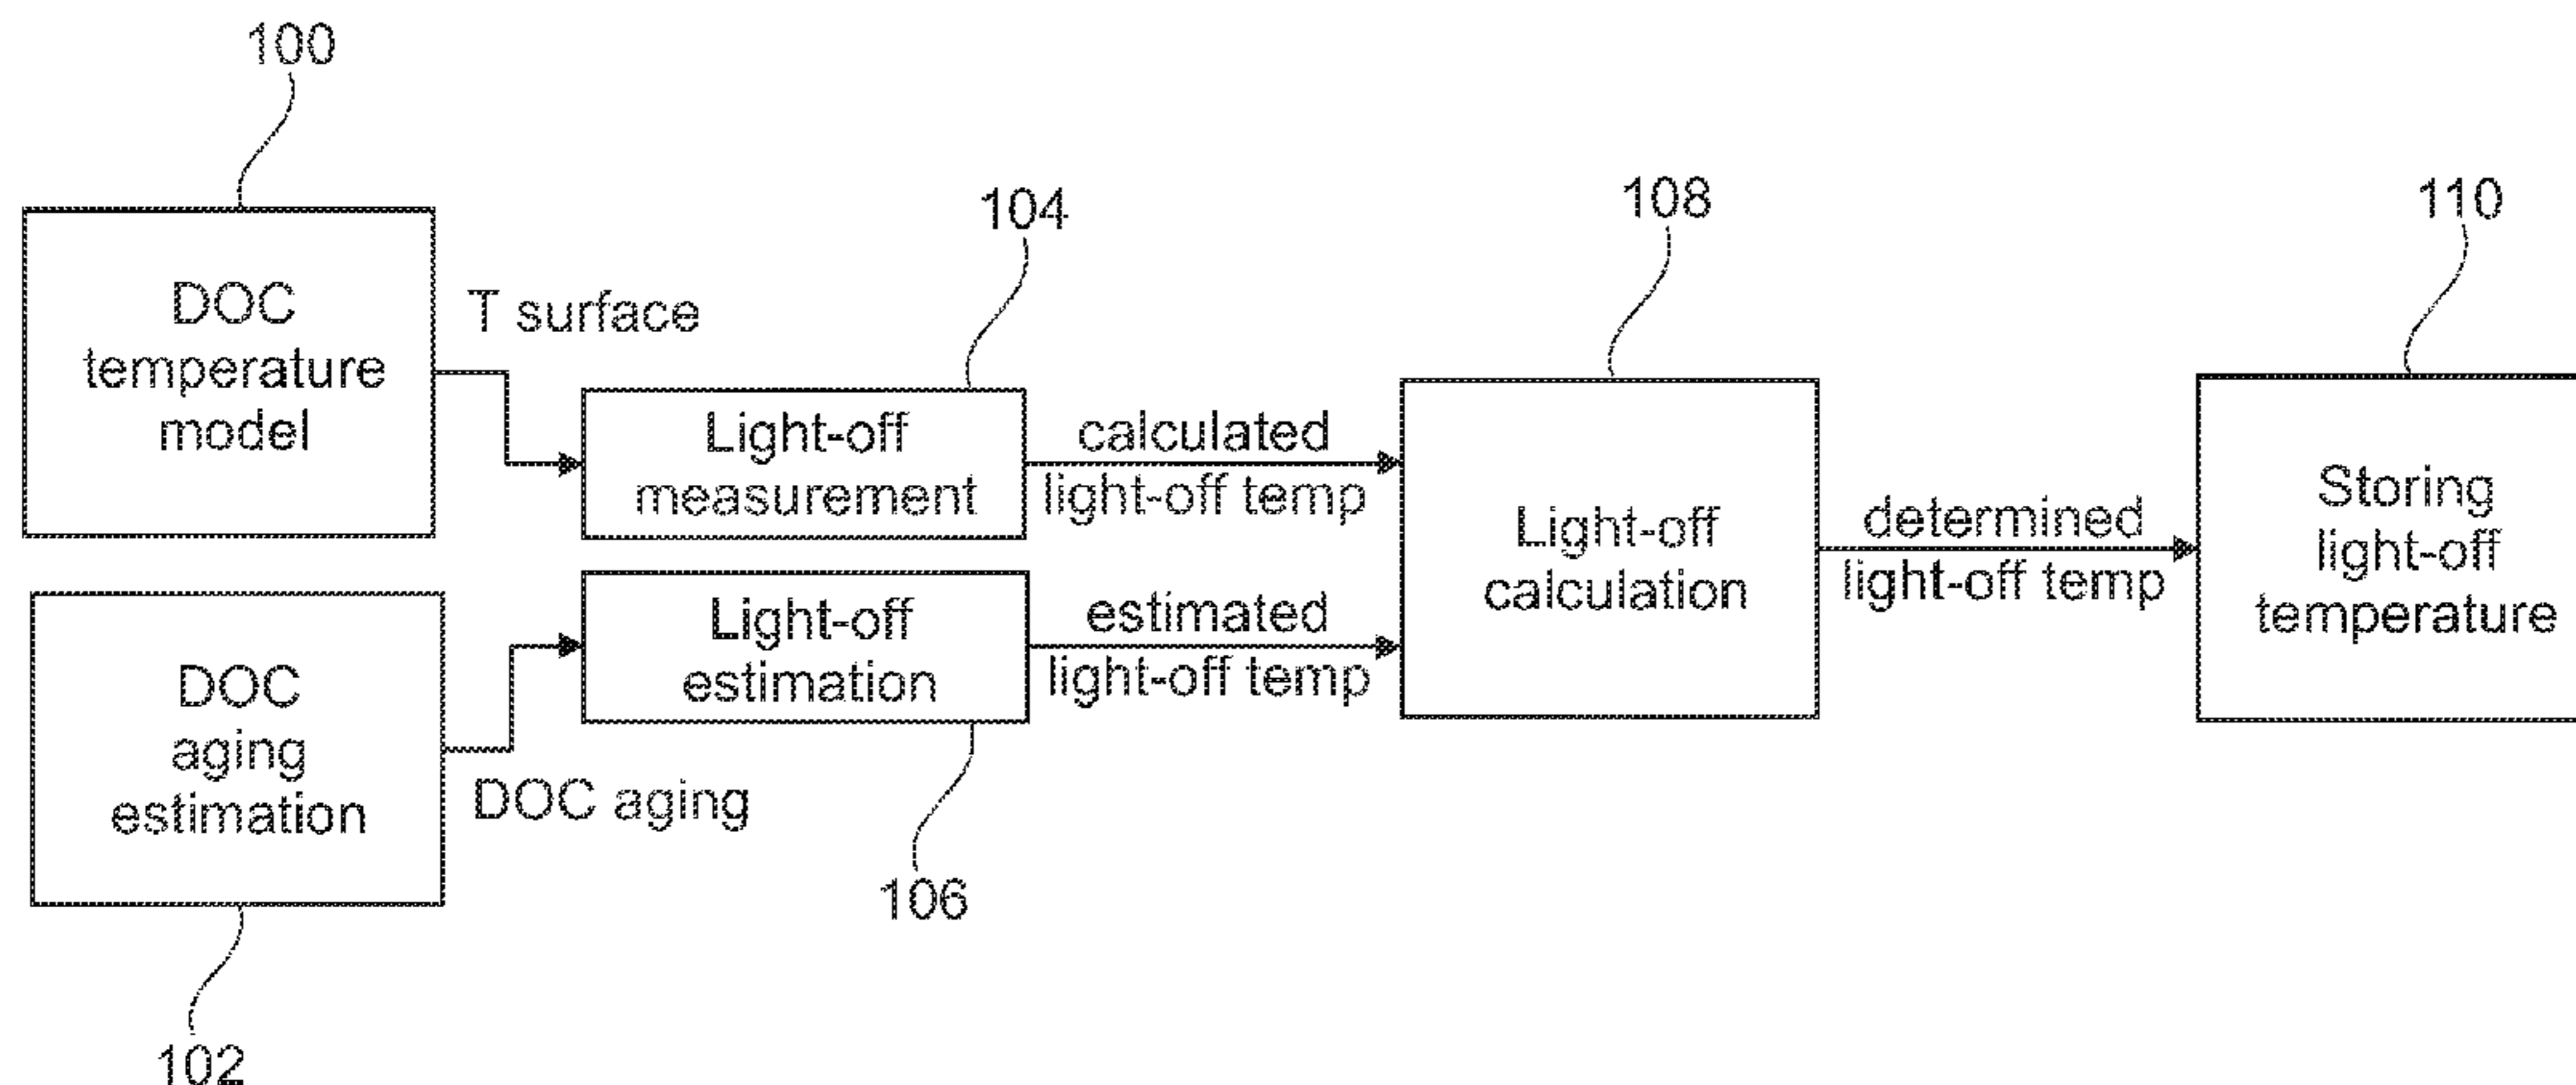 100
DOC
temperature
model
T surface
104
Light-off
measurement
calculated
light-off temp
108
Light-off
calculation
determined
light-off temp
110
Storing
light-off
temperature
DOC
aging
estimation
DOC aging
102
Light-off
estimation
106
estimated
light-off temp